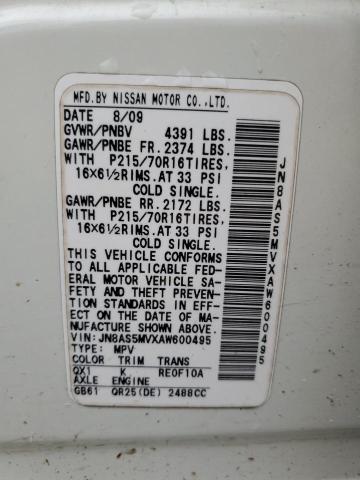 MFD.BY NISSAN MOTOR CO.,LTD.
DATE 8/09
GVWR/PNBV 4391 LBS.
GAWR/PNBE FR. 2374 LBS.
WITH P215/70R16TIRES,
16×6½RIMS.AT 33 PSI
COLD SINGLE.
GAWR/PNBE RR. 2172 LBS.
WITH P215/70R16TIRES,
16×6½RIMS.AT 33 PSI
COLD SINGLE.
THIS VEHICLE CONFORMS
TO ALL APPLICABLE FED-
ERAL MOTOR VEHICLE SA-
FETY AND THEFT PREVEN-
TION STANDARDS IN EFF-
ECT ON THE DATE OF MA-
NUFACTURE SHOWN ABOVE.
VIN: JN8AS5MVXAW600495
TYPE: MPV
COLOR TRIM TRANS
QX1 K RE0F10A
AXLE ENGINE
GB61 QR25(DE) 2488CC
JN8AS5MVXAW600495